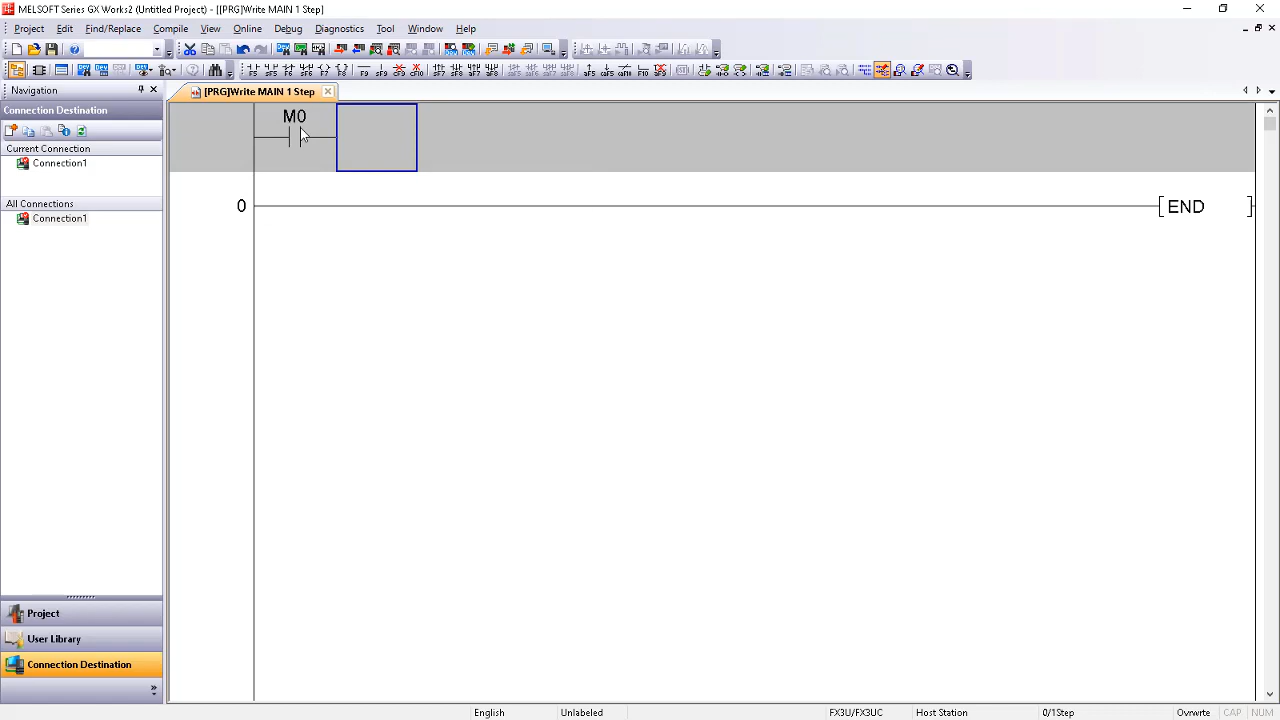 MELSOFT Series GX Works2 (Untitled Project) - [[PRG]Write MAIN 1 Step]
Project Edit Find/Replace Compile View Online Debug Diagnostics Tool Window Help
Navigation
[PRG]Write MAIN 1 Step
Connection Destination
Current Connection
Connection1
All Connections
Connection1
M0
0
END
Project
User Library
Connection Destination
English Unlabeled FX3U/FX3UC Host Station 0/1Step Ovrwrte CAP NUM